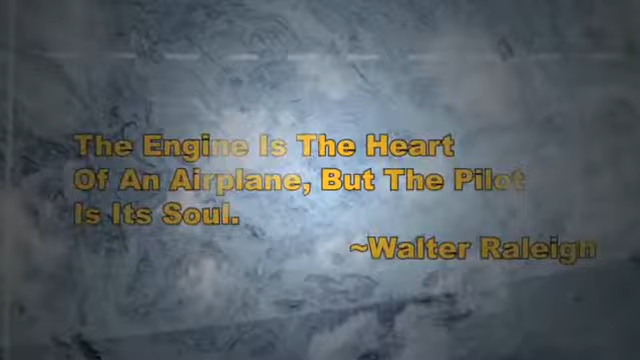 The Engine Is The Heart
Of An Airplane, But The Pilot
Is Its Soul.
~Walter Raleigh